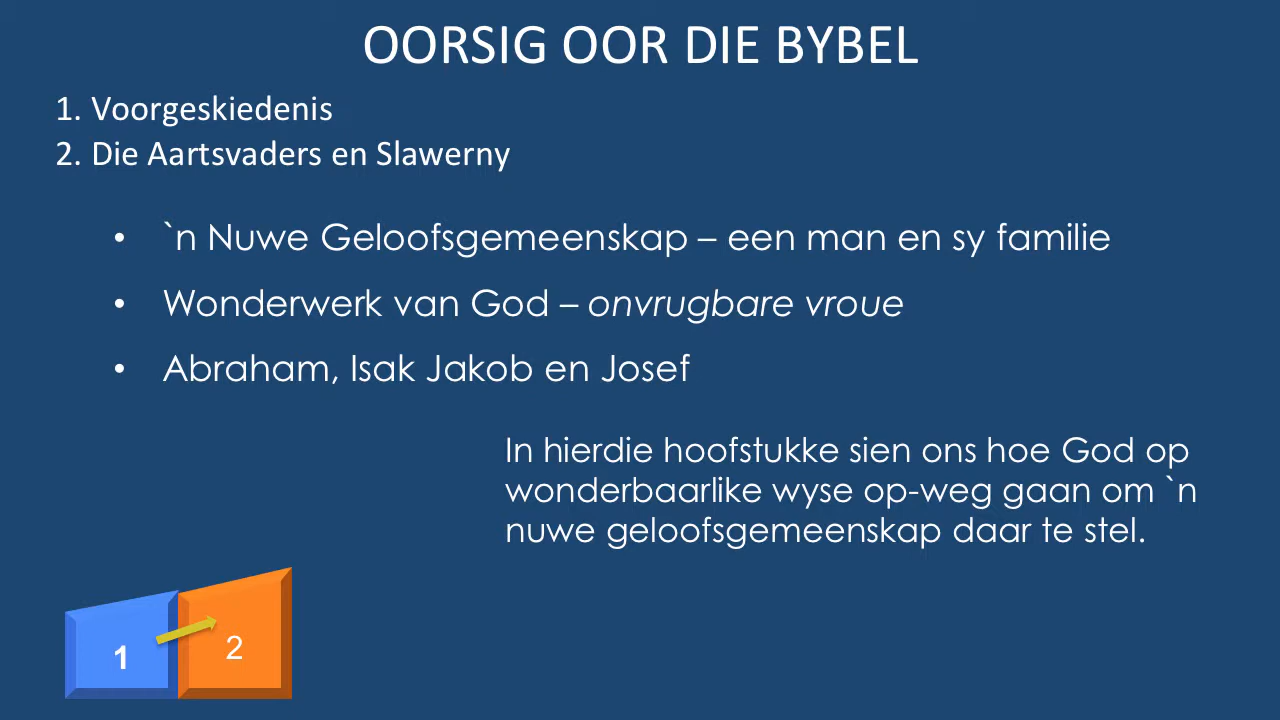 OORSIG OOR DIE BYBEL
1. Voorgeskiedenis
2. Die Aartsvaders en Slawerny
• `n Nuwe Geloofsgemeenskap – een man en sy familie
• Wonderwerk van God – onvrugbare vroue
• Abraham, Isak Jakob en Josef
In hierdie hoofstukke sien ons hoe God op
wonderbaarlike wyse op-weg gaan om `n
nuwe geloofsgemeenskap daar te stel.
1
2